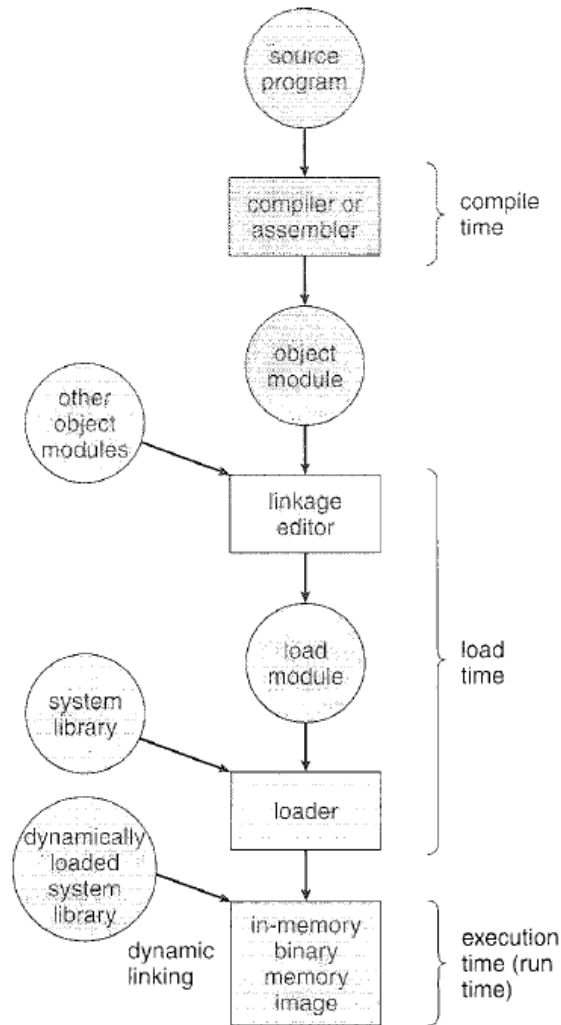 source
program
compiler or
assembler
compile
time
object
module
other
object
modules
linkage
editor
load
module
load
time
system
library
loader
dynamically
loaded
system
library
dynamic
linking
in-memory
binary
memory
image
execution
time (run
time)